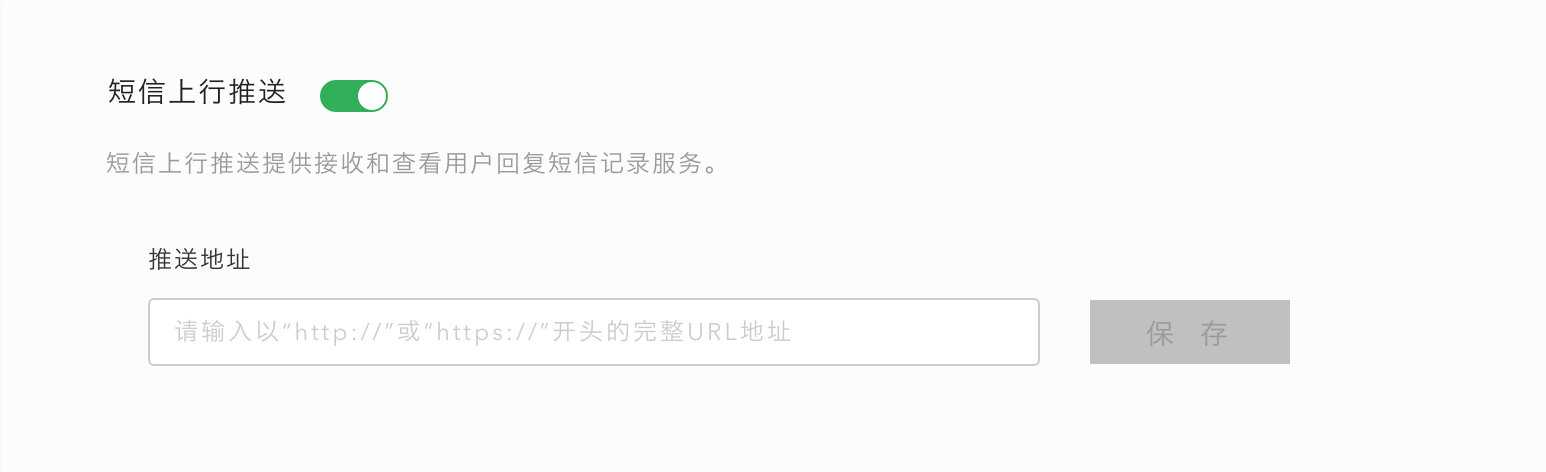 短信上行推送
短信上行推送提供接收和查看用户回复短信记录服务。
推送地址
请输入以“http://”或“https://”开头的完整URL地址
保 存